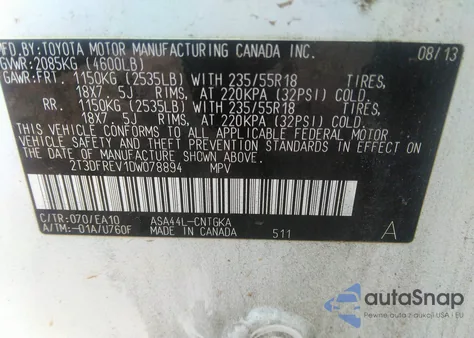 MFD.BY: TOYOTA MOTOR MANUFACTURING CANADA INC. 08/13
GVWR: 2085KG (4600LB)
GAWR: FRT 1150KG (2535LB) WITH 235/55R18 TIRES,
18X7. 5J RIMS, AT 220KPA (32PSI) COLD.
RR. 1150KG (2535LB) WITH 235/55R18 TIRES,
18X7. 5J RIMS, AT 220KPA (32PSI) COLD.
THIS VEHICLE CONFORMS TO ALL APPLICABLE FEDERAL MOTOR
VEHICLE SAFETY STANDARDS IN EFFECT ON THE
DATE OF MANUFACTURE SHOWN ABOVE.
2T3DFREV1DW078894 MPV
C/TR:070/EA10 ASA44L-CNTGKA
A/TM:-01A/U760F MADE IN CANADA 511 A
autoSnap
Pewne auto z USA i EU